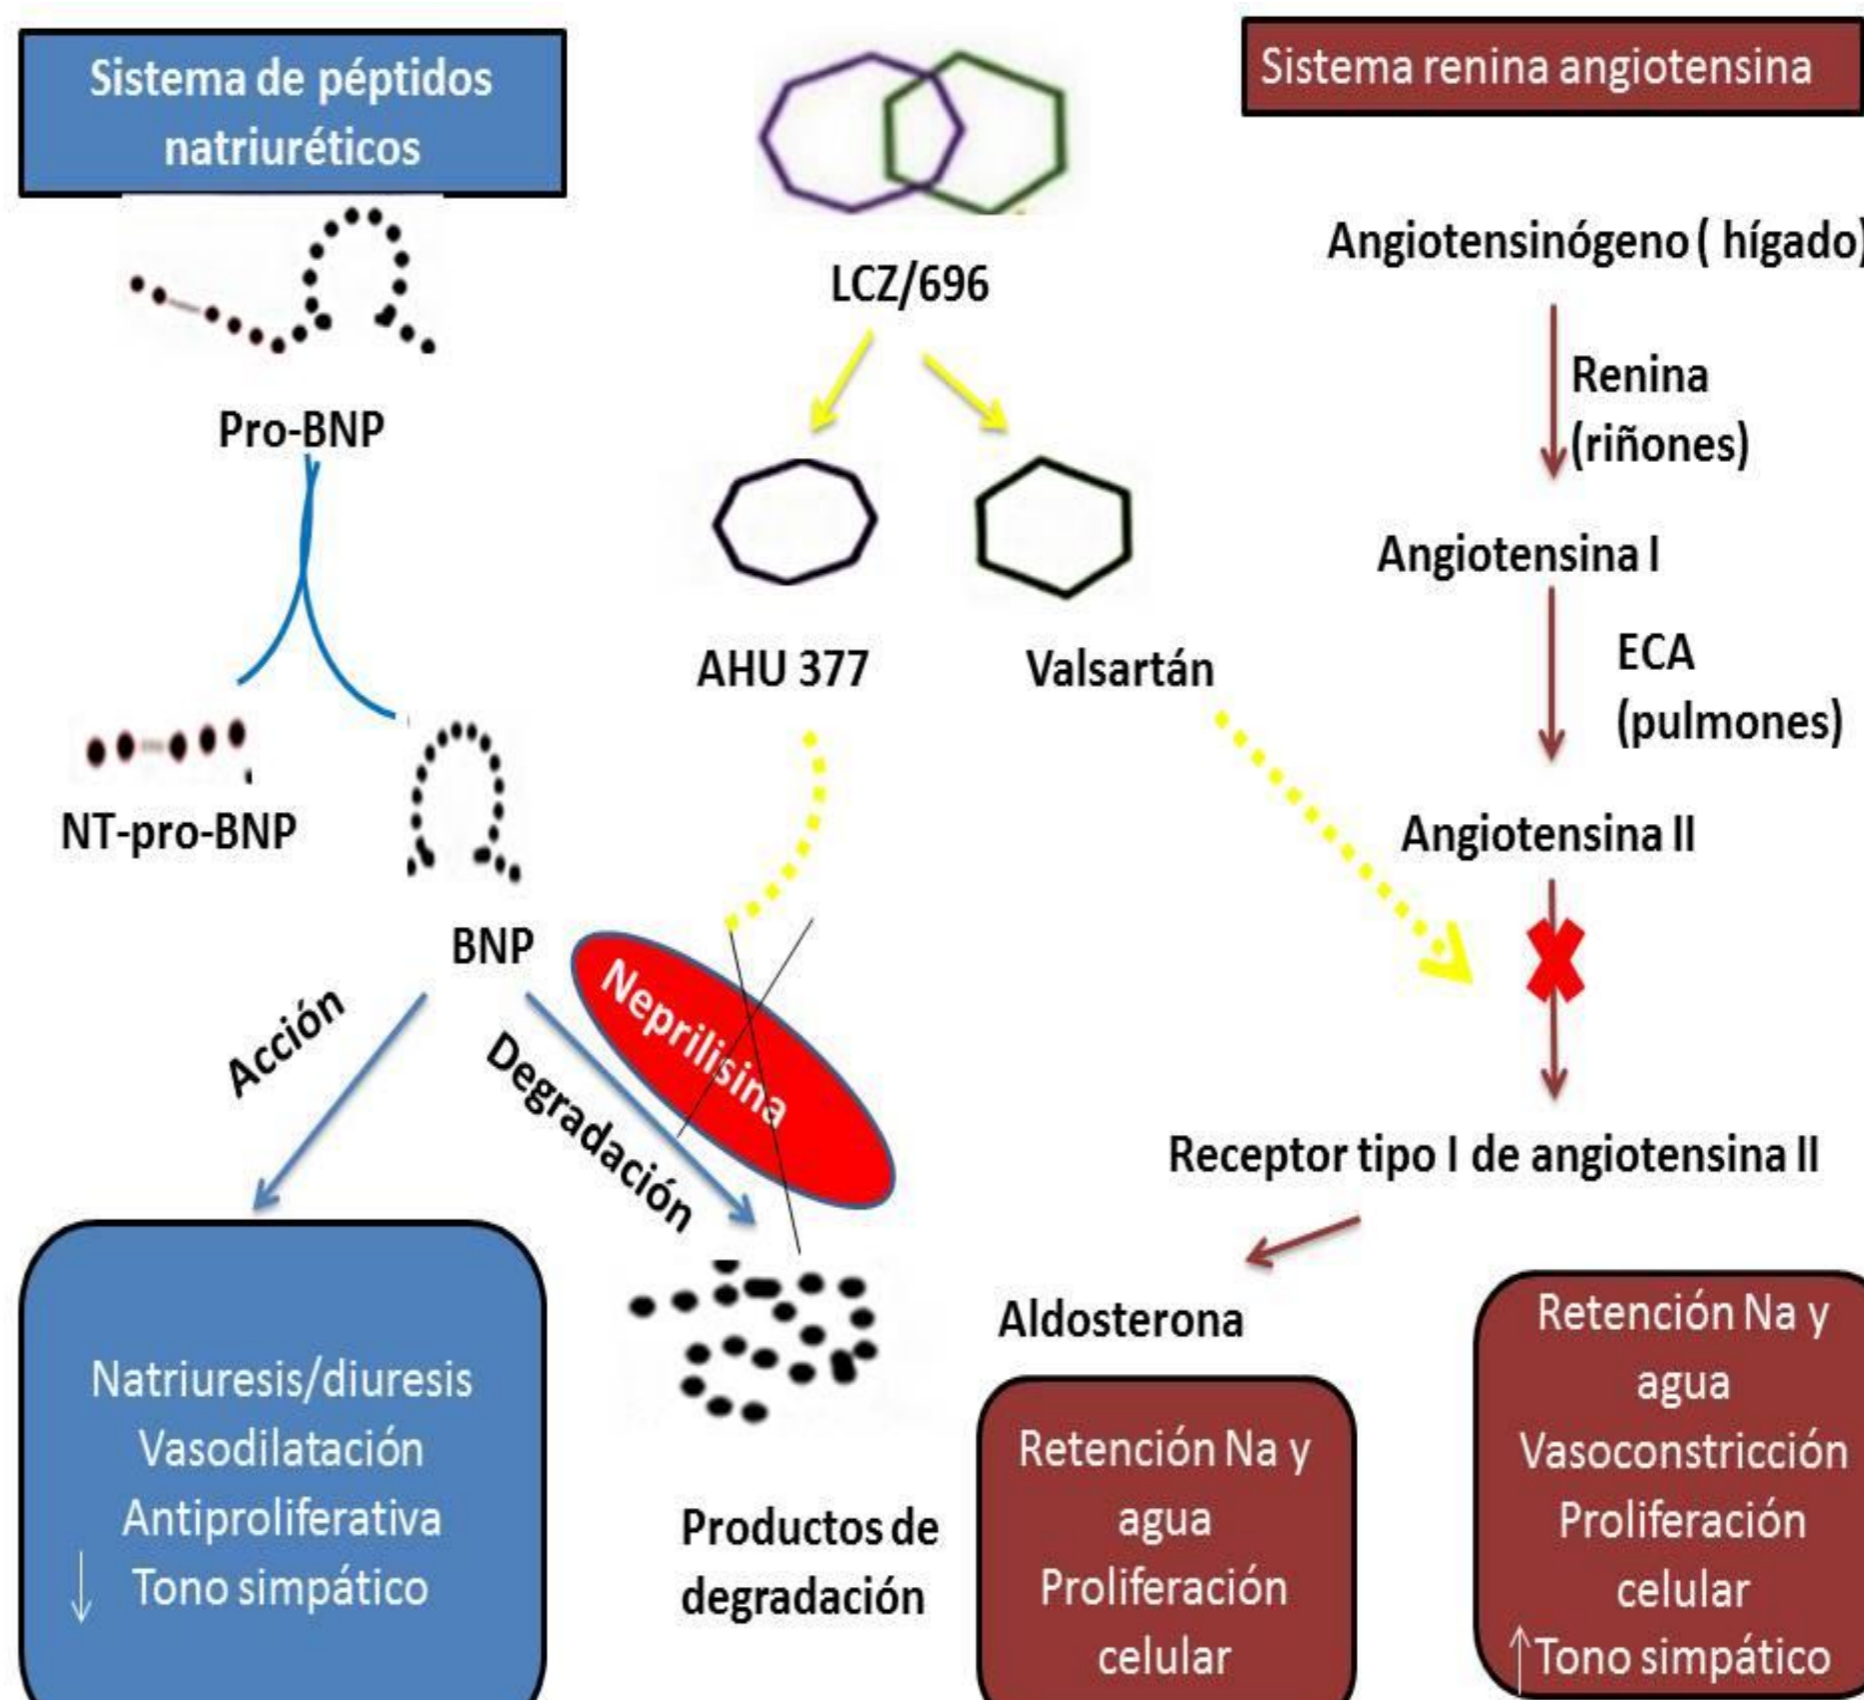 Sistema de péptidos
natriuréticos
Pro-BNP
NT-pro-BNP
BNP
Acción
Degradación
Neprilisina
Natriuresis/diuresis
Vasodilatación
Antiproliferativa
↓ Tono simpático
LCZ/696
AHU 377
Valsartán
Productos de
degradación
Sistema renina angiotensina
Angiotensinógeno ( hígado)
Renina
(riñones)
Angiotensina I
ECA
(pulmones)
Angiotensina II
Receptor tipo I de angiotensina II
Aldosterona
Retención Na y
agua
Proliferación
celular
Retención Na y
agua
Vasoconstricción
Proliferación
celular
↑Tono simpático